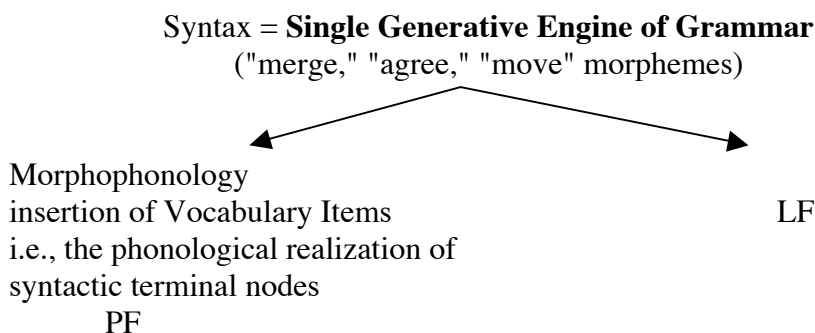 Syntax = Single Generative Engine of Grammar
("merge," "agree," "move" morphemes)
Morphophonology
insertion of Vocabulary Items
LF
i.e., the phonological realization of
syntactic terminal nodes
PF